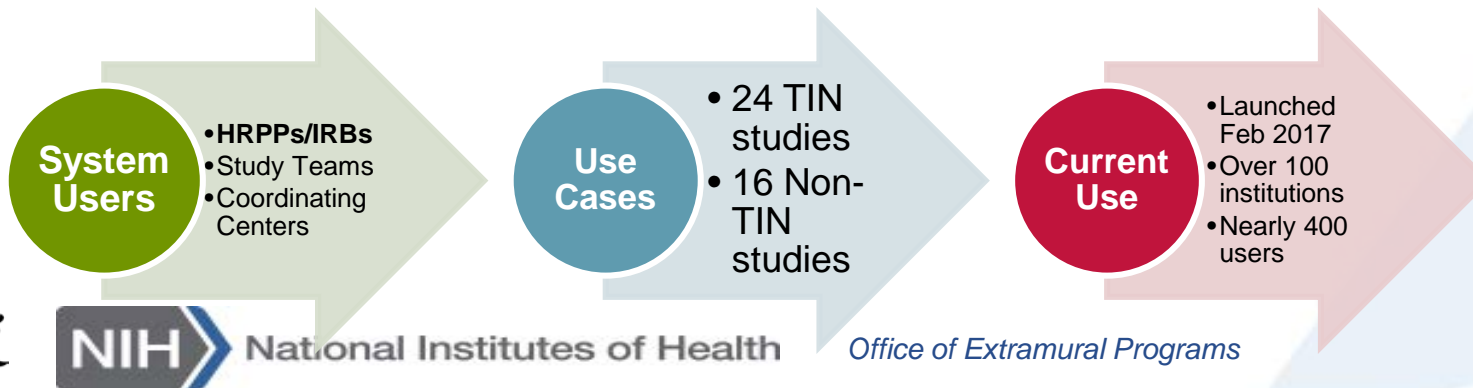 System
Users
•HRPPs/IRBs
•Study Teams
•Coordinating
Centers
Use
Cases
• 24 TIN
studies
• 16 Non-
TIN
studies
Current
Use
•Launched
Feb 2017
•Over 100
institutions
•Nearly 400
users
NIH National Institutes of Health
Office of Extramural Programs